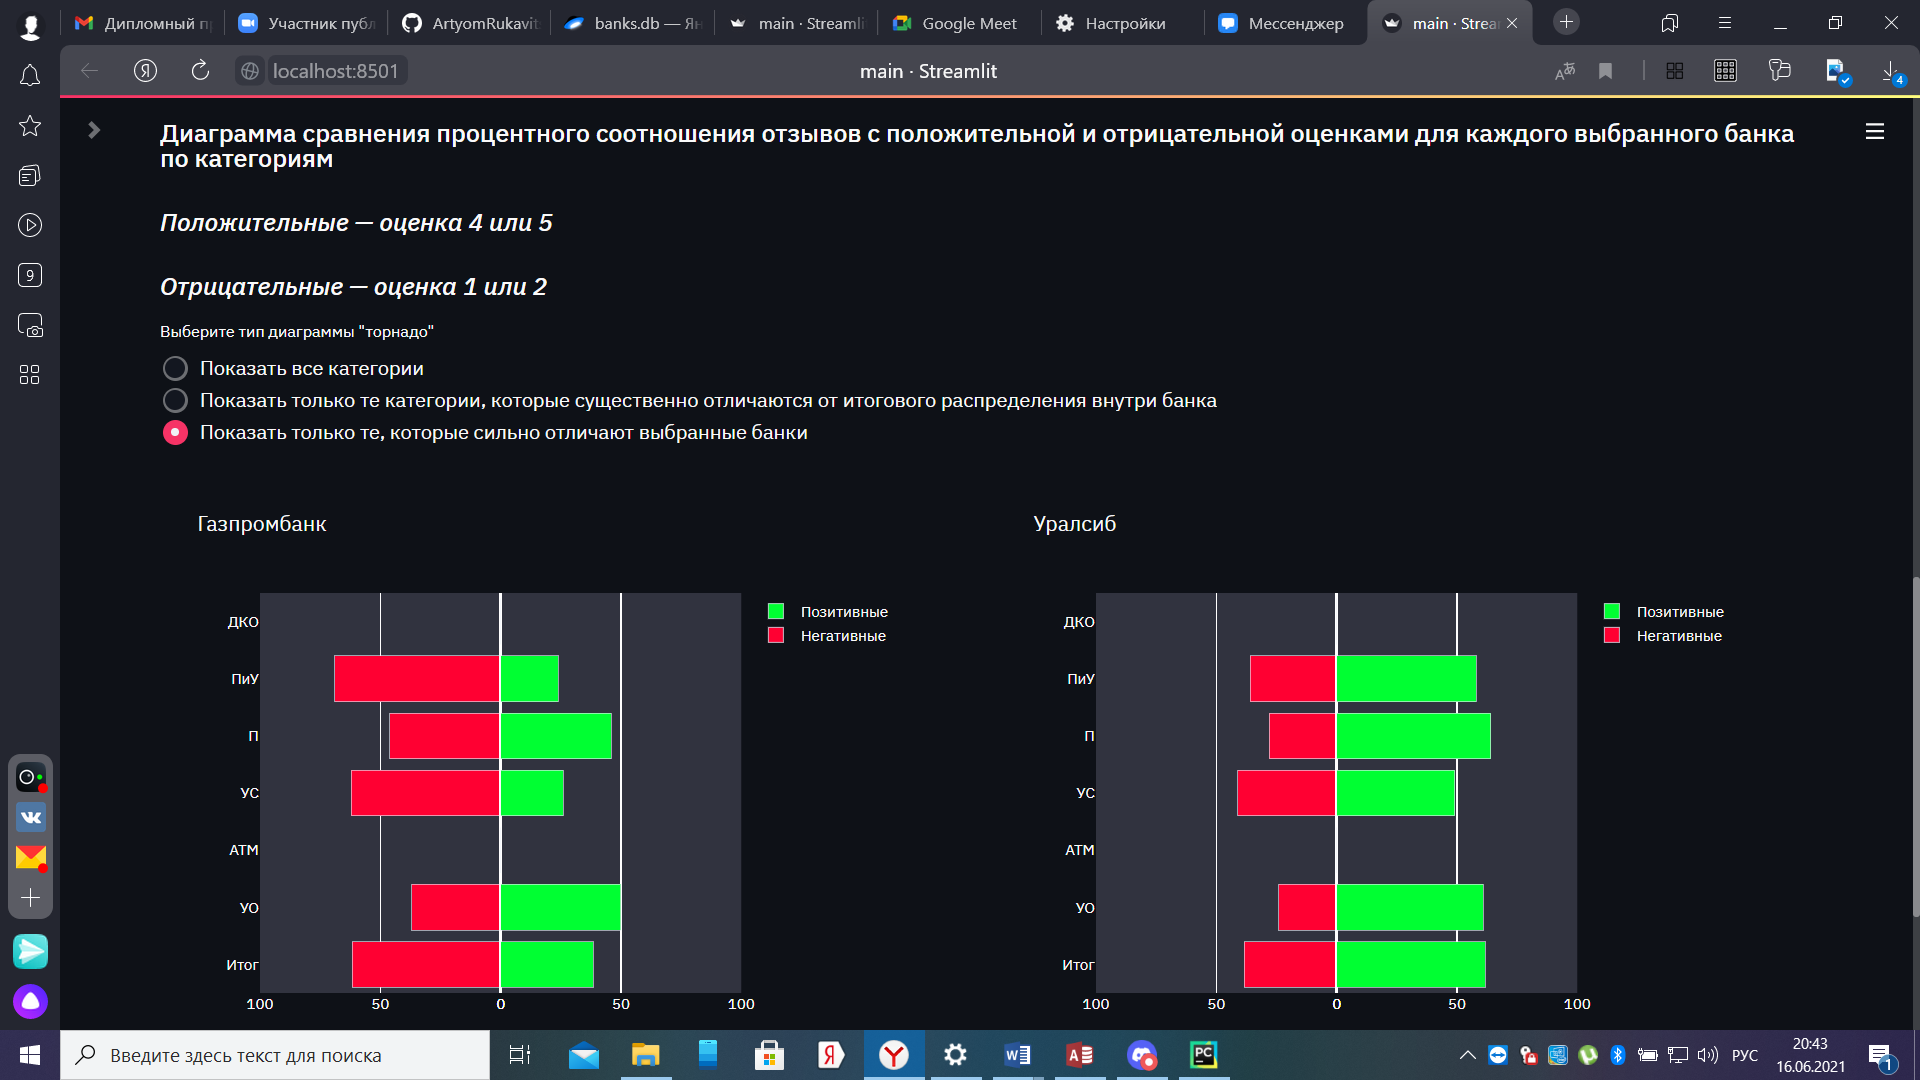 Дипломный п
Участник публ
ArtyomRukavit
banks.db — Ян
main · Streamli
Google Meet
Настройки
Мессенджер
main · Strea
localhost:8501
main · Streamlit
4
9
Диаграмма сравнения процентного соотношения отзывов с положительной и отрицательной оценками для каждого выбранного банка
по категориям
Положительные — оценка 4 или 5
Отрицательные — оценка 1 или 2
Выберите тип диаграммы "торнадо"
Показать все категории
Показать только те категории, которые существенно отличаются от итогового распределения внутри банка
Показать только те, которые сильно отличают выбранные банки
Газпромбанк
ДКО
ПиУ
П
УС
АТМ
УО
Итог
100 50 0 50 100
Позитивные
Негативные
Уралсиб
ДКО
ПиУ
П
УС
АТМ
УО
Итог
100 50 0 50 100
Позитивные
Негативные
Введите здесь текст для поиска
РУС
20:43
16.06.2021
1